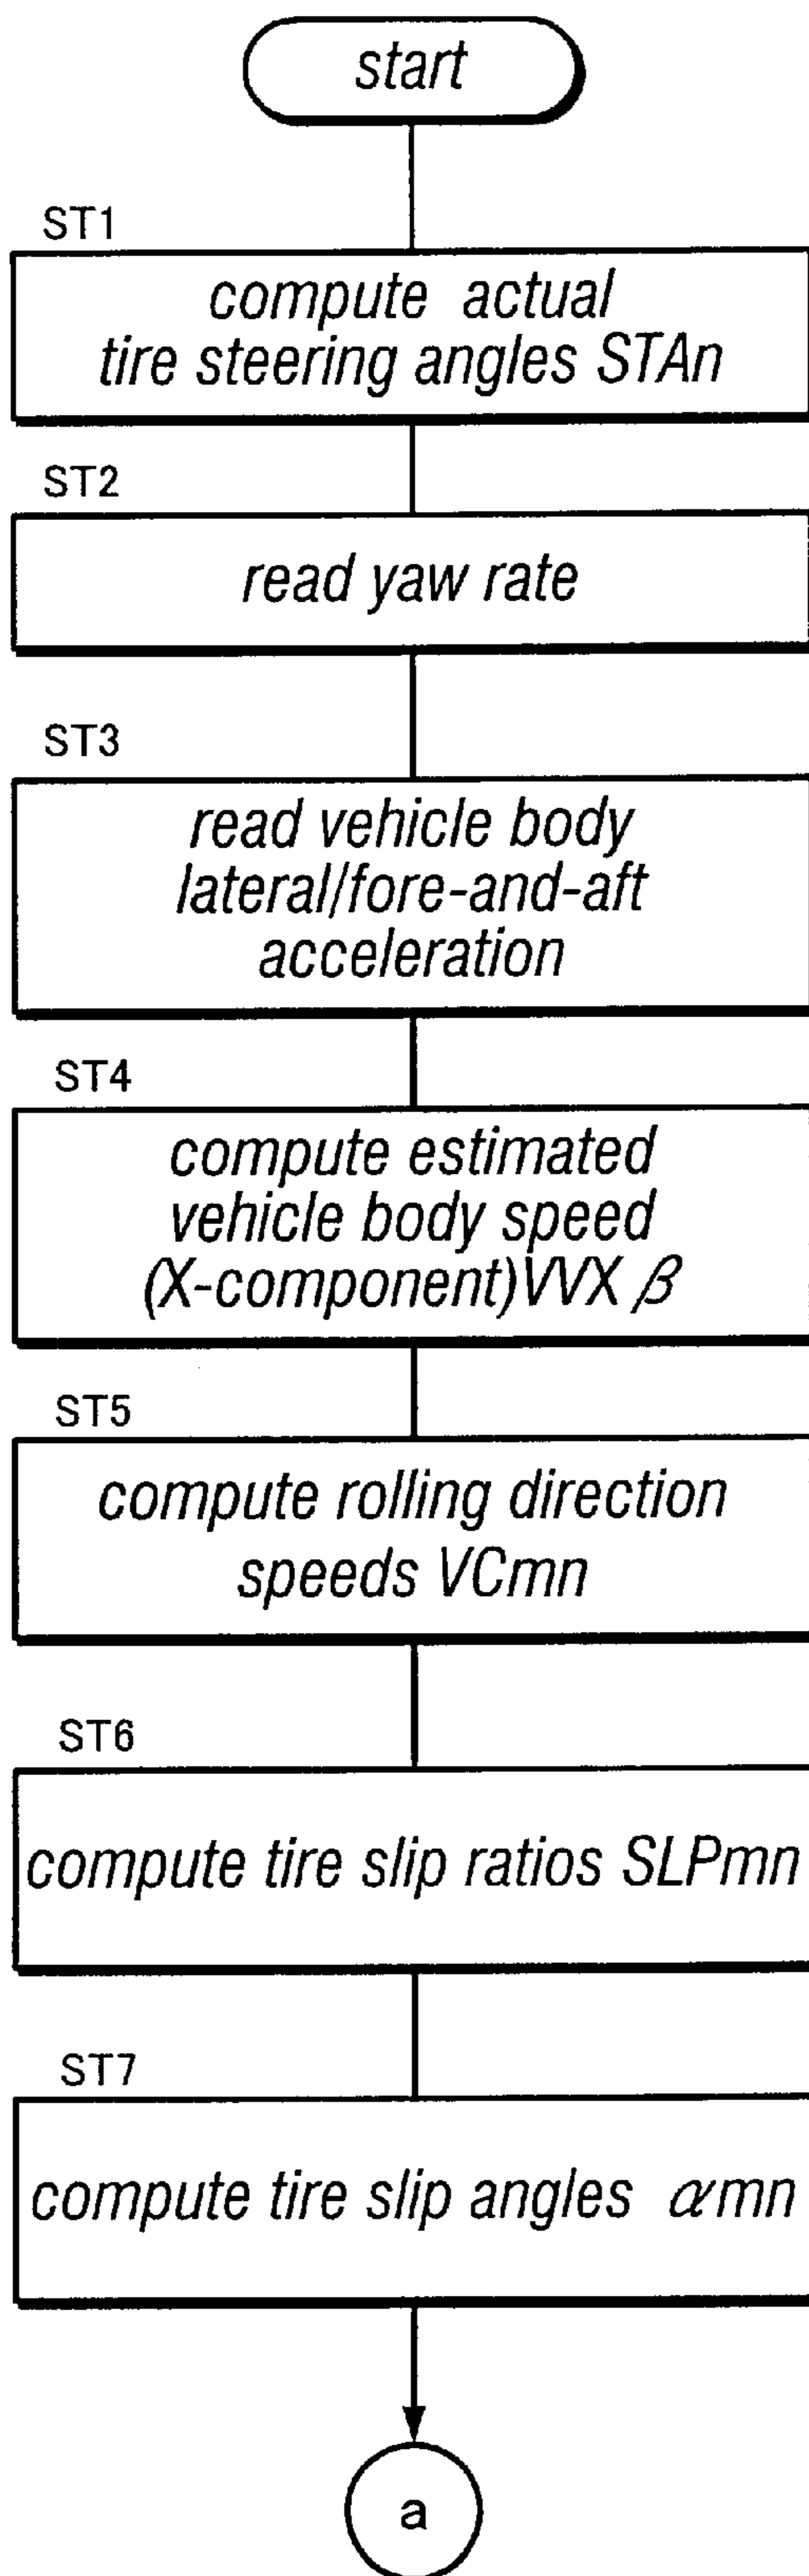 start
ST1
compute actual
tire steering angles STAn
ST2
read yaw rate
ST3
read vehicle body
lateral/fore-and-aft
acceleration
ST4
compute estimated
vehicle body speed
(X-component)VVX β
ST5
compute rolling direction
speeds VCmn
ST6
compute tire slip ratios SLPmn
ST7
compute tire slip angles αmn
a